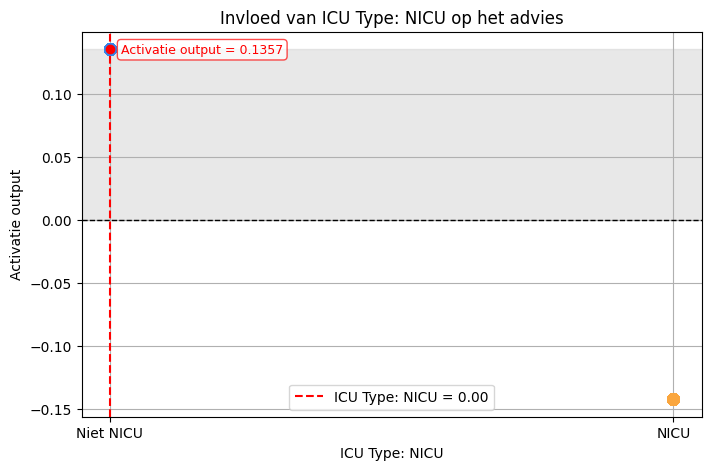 Invloed van ICU Type: NICU op het advies
Activatie output = 0.1357
0.10
0.05
0.00
−0.05
−0.10
−0.15
Activatie output
ICU Type: NICU = 0.00
Niet NICU
NICU
ICU Type: NICU